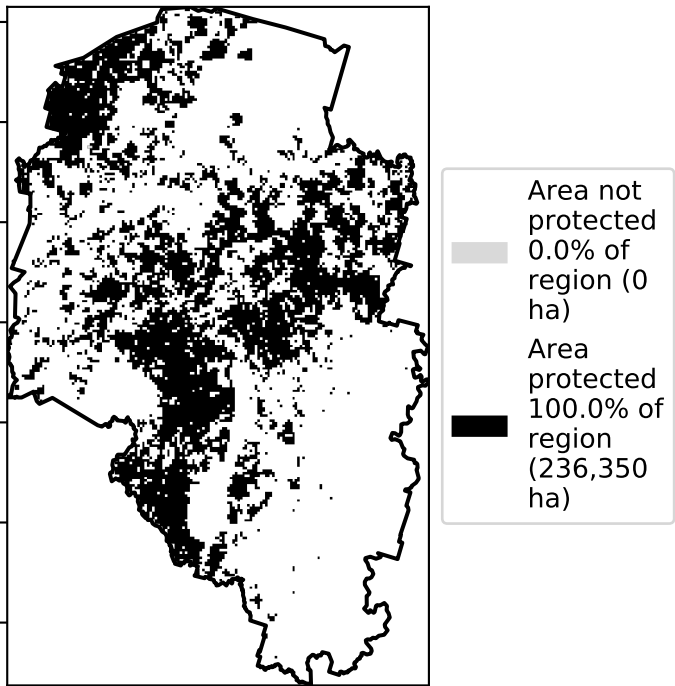 Area not
protected
0.0% of
region (0
ha)
Area
protected
100.0% of
region
(236,350
ha)